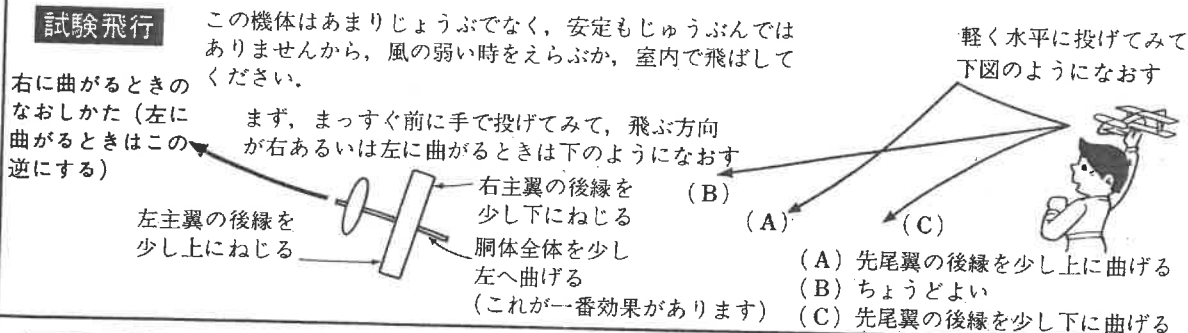 試験飛行
この機体はあまりじょうぶでなく，安定もじゅうぶんでは
ありませんから，風の弱い時をえらぶか，室内で飛ばして
ください．
右に曲がるときの
なおしかた（左に
曲がるときはこの
逆にする）
まず，まっすぐ前に手で投げてみて，飛ぶ方向
が右あるいは左に曲がるときは下のようになおす
左主翼の後縁を
少し上にねじる
右主翼の後縁を
少し下にねじる
胴体全体を少し
左へ曲げる
（これが一番効果があります）
軽く水平に投げてみて
下図のようになおす
（B）
（A）
（C）
（A）先尾翼の後縁を少し上に曲げる
（B）ちょうどよい
（C）先尾翼の後縁を少し下に曲げる